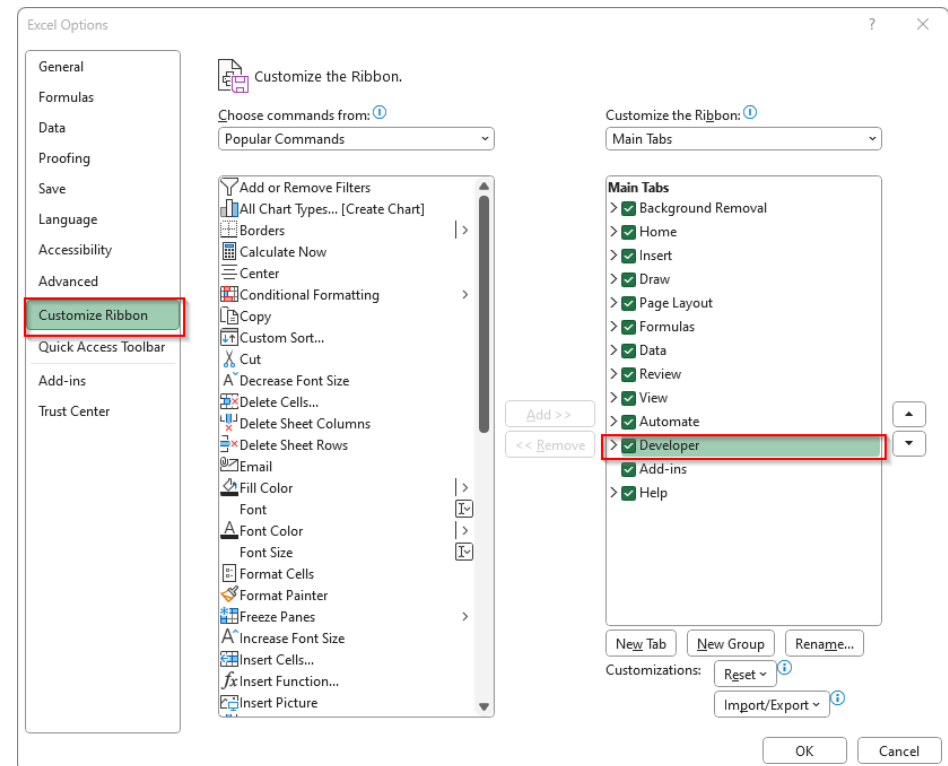 Excel Options
?
General
Formulas
Data
Proofing
Save
Language
Accessibility
Advanced
Customize Ribbon
Quick Access Toolbar
Add-ins
Trust Center
Customize the Ribbon.
Choose commands from:
Popular Commands
Add or Remove Filters
All Chart Types... [Create Chart]
Borders
Calculate Now
Center
Conditional Formatting
Copy
Custom Sort...
Cut
Decrease Font Size
Delete Cells...
Delete Sheet Columns
Delete Sheet Rows
Email
Fill Color
Font
Font Color
Font Size
Format Cells
Format Painter
Freeze Panes
Increase Font Size
Insert Cells...
Insert Function...
Insert Picture
Add >>
<< Remove
Customize the Ribbon:
Main Tabs
Main Tabs
Background Removal
Home
Insert
Draw
Page Layout
Formulas
Data
Review
View
Automate
Developer
Add-ins
Help
New Tab New Group Rename...
Customizations: Reset
Import/Export
OK Cancel